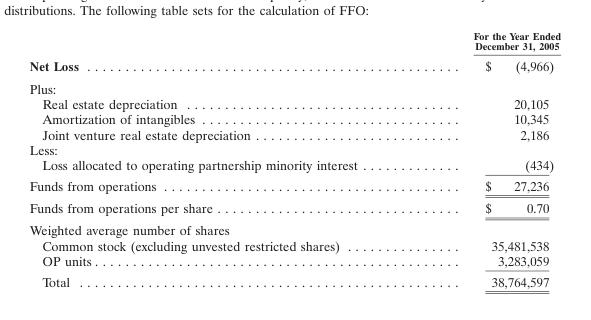 distributions. The following table sets for the calculation of FFO:
For the Year Ended
December 31, 2005
Net Loss $ (4,966)
Plus:
Real estate depreciation 20,105
Amortization of intangibles 10,345
Joint venture real estate depreciation 2,186
Less:
Loss allocated to operating partnership minority interest (434)
Funds from operations $ 27,236
Funds from operations per share $ 0.70
Weighted average number of shares
Common stock (excluding unvested restricted shares) 35,481,538
OP units 3,283,059
Total 38,764,597